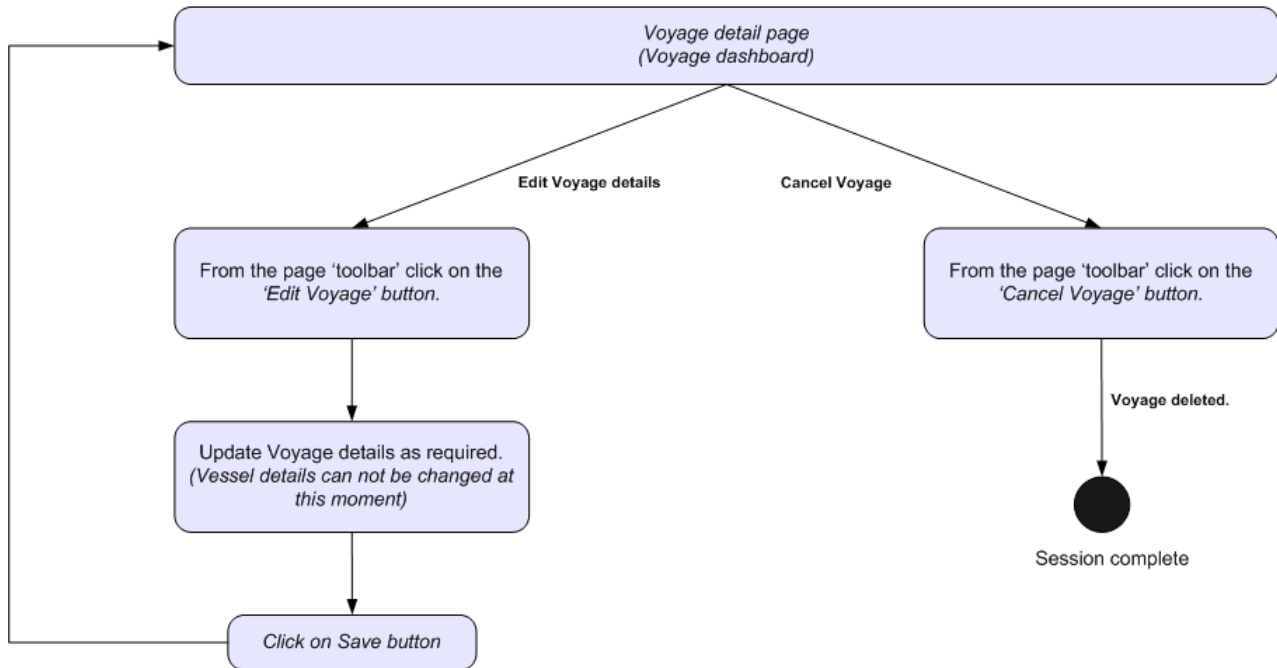 Voyage detail page
(Voyage dashboard)
Edit Voyage details
Cancel Voyage
From the page ‘toolbar’ click on the
‘Edit Voyage’ button.
From the page ‘toolbar’ click on the
‘Cancel Voyage’ button.
Voyage deleted.
Update Voyage details as required.
(Vessel details can not be changed at
this moment)
Session complete
Click on Save button